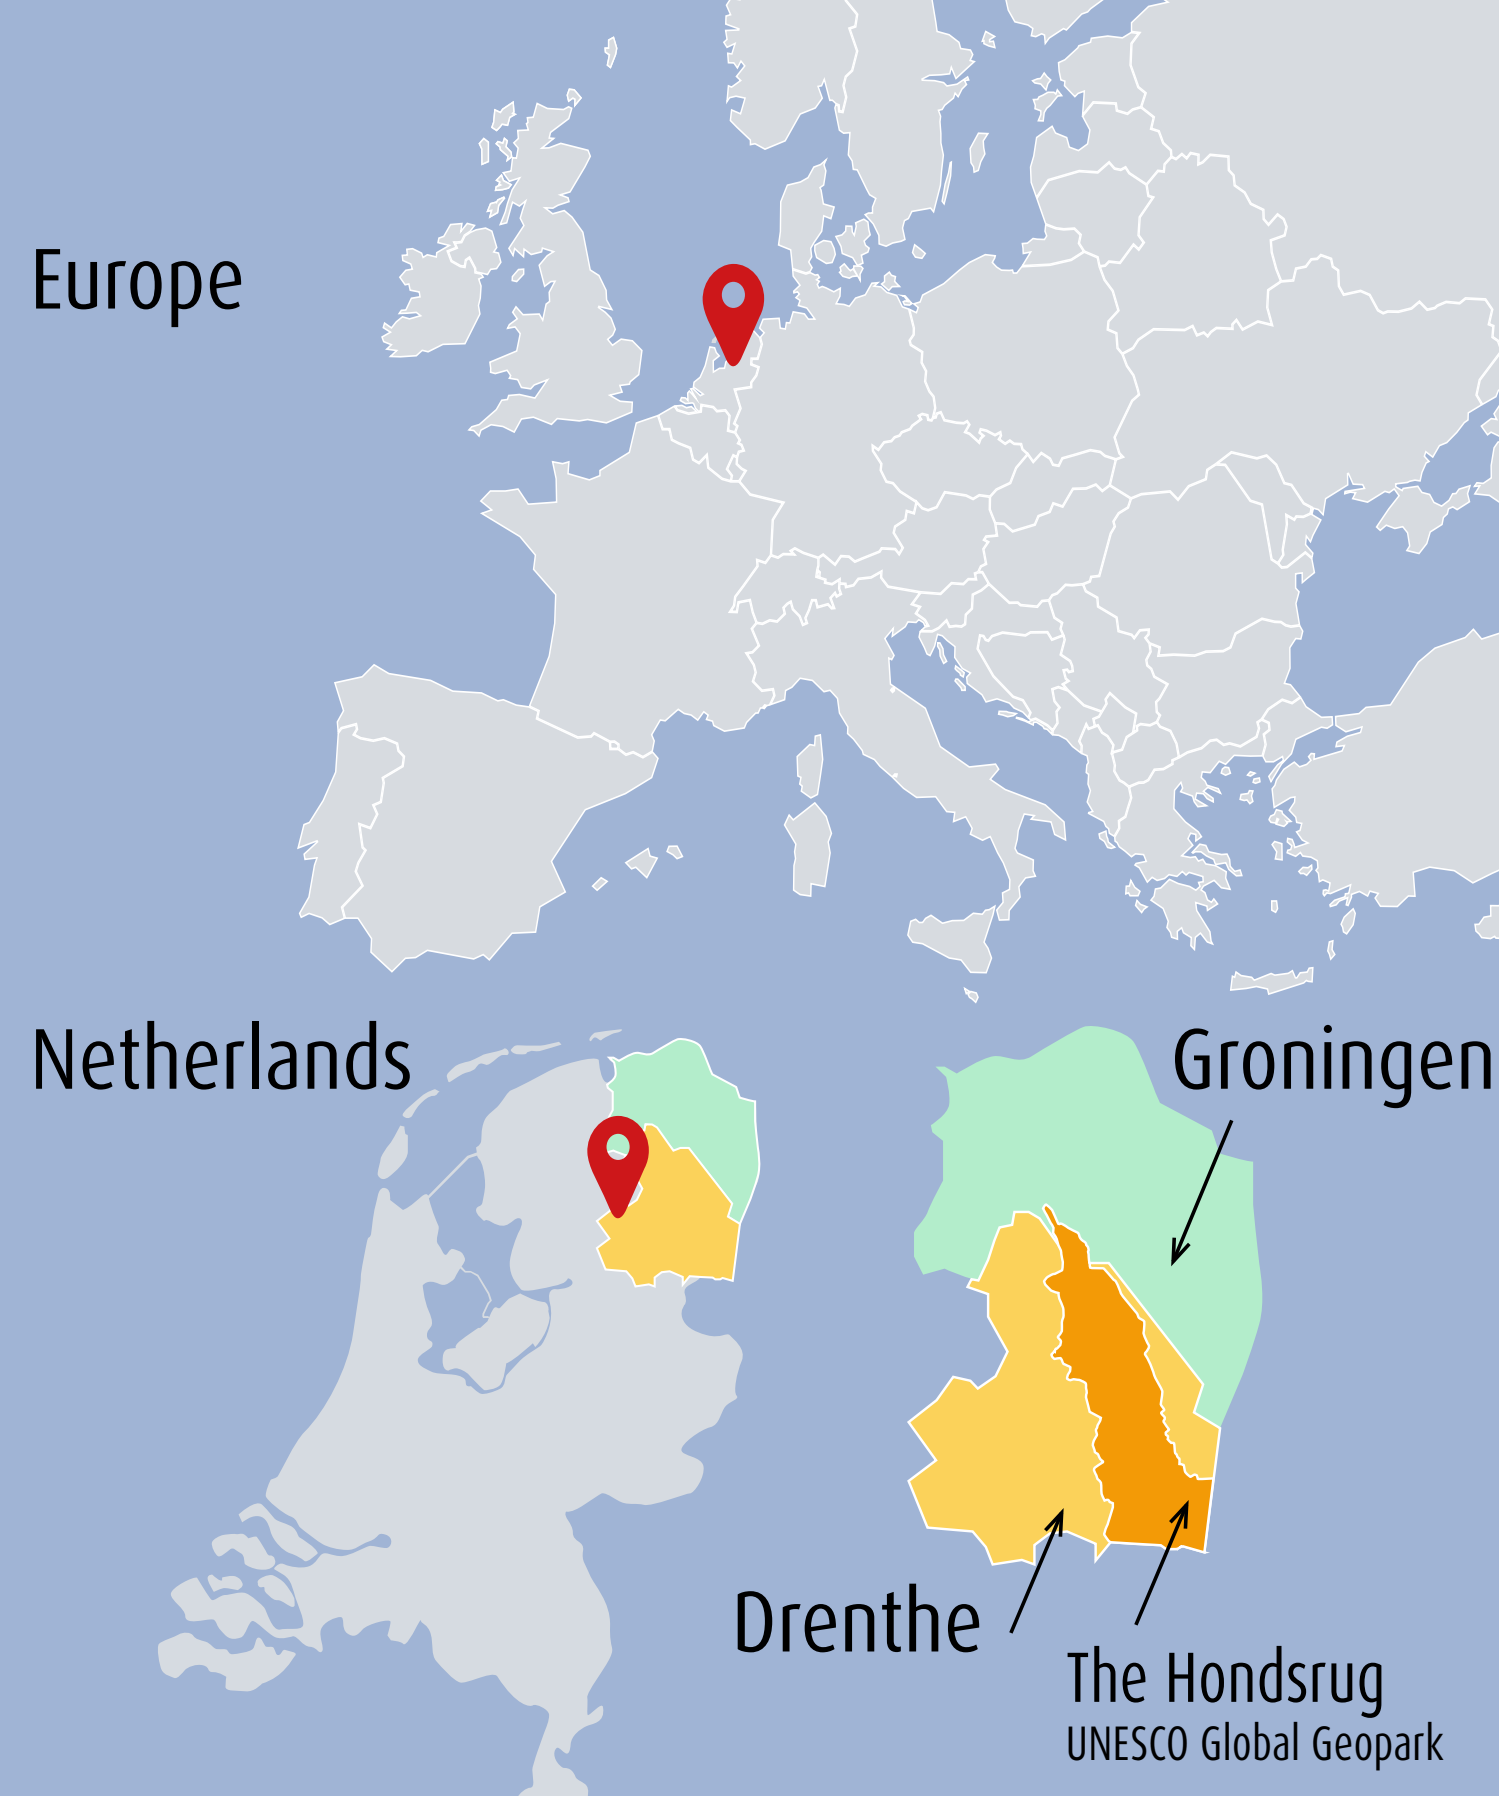 Europe
Netherlands
Groningen
Drenthe
The Hondsrug
UNESCO Global Geopark